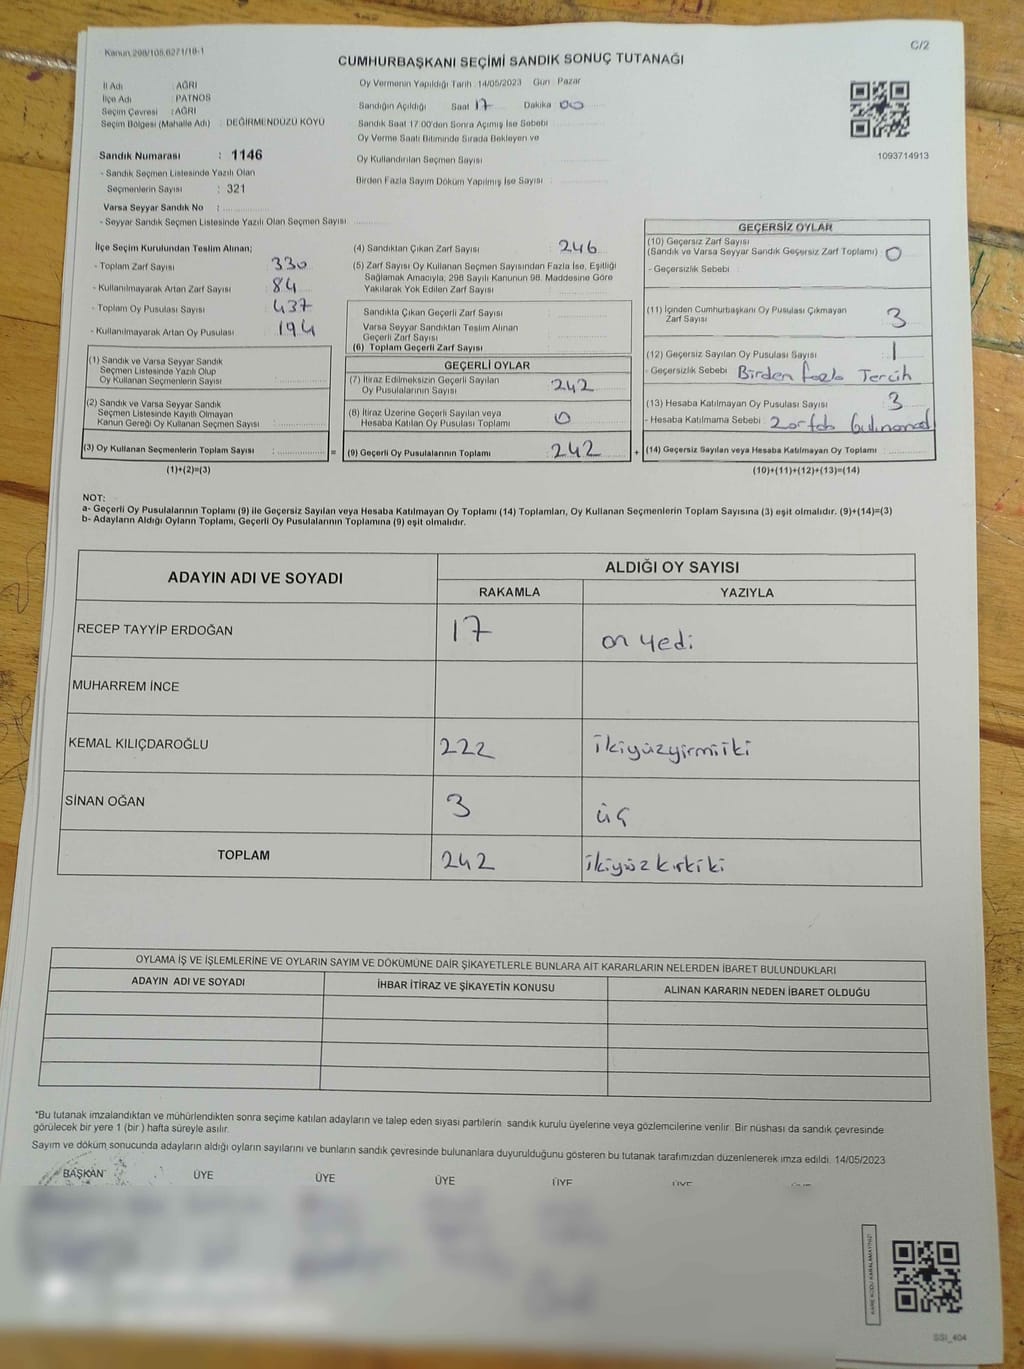 Kanun 298/105,6271/18-1
C/2
CUMHURBAŞKANI SEÇİMİ SANDIK SONUÇ TUTANAĞI
İl Adı : AĞRI
İlçe Adı : PATNOS
Seçim Çevresi : AĞRI
Seçim Bölgesi (Mahalle Adı) : DEĞİRMENDÜZÜ KÖYÜ
Sandık Numarası : 1146
- Sandık Seçmen Listesinde Yazılı Olan
Seçmenlerin Sayısı : 321
Varsa Seyyar Sandık No :
- Seyyar Sandık Seçmen Listesinde Yazılı Olan Seçmen Sayısı
Oy Vermenin Yapıldığı Tarih : 14/05/2023 Gün : Pazar
Sandığın Açıldığı Saat 17 Dakika 00
Sandık Saat 17:00'den Sonra Açımış İse Sebebi
Oy Verme Saati Bitiminde Sırada Bekleyen ve
Oy Kullandırılan Seçmen Sayısı
Birden Fazla Sayım Döküm Yapılmış İse Sayısı :
1093714913
İlçe Seçim Kurulundan Teslim Alınan;
- Toplam Zarf Sayısı 330
- Kullanılmayarak Artan Zarf Sayısı 84
- Toplam Oy Pusulası Sayısı 437
- Kullanılmayarak Artan Oy Pusulası 194
(1) Sandık ve Varsa Seyyar Sandık
Seçmen Listesinde Yazılı Olup
Oy Kullanan Seçmenlerin Sayısı :
(2) Sandık ve Varsa Seyyar Sandık
Seçmen Listesinde Kayıtlı Olmayan
Kanun Gereği Oy Kullanan Seçmen Sayısı :
(3) Oy Kullanan Seçmenlerin Toplam Sayısı : =
(1)+(2)=(3)
(4) Sandıktan Çıkan Zarf Sayısı 246
(5) Zarf Sayısı Oy Kullanan Seçmen Sayısından Fazla İse, Eşitliği
Sağlamak Amacıyla, 298 Sayılı Kanunun 98. Maddesine Göre
Yakılarak Yok Edilen Zarf Sayısı
Sandıkta Çıkan Geçerli Zarf Sayısı
Varsa Seyyar Sandıktan Teslim Alınan
Geçerli Zarf Sayısı
(6) Toplam Geçerli Zarf Sayısı
GEÇERLİ OYLAR
(7) İtiraz Edilmeksizin Geçerli Sayılan
Oy Pusulalarının Sayısı 242
(8) İtiraz Üzerine Geçerli Sayılan veya
Hesaba Katılan Oy Pusulası Toplamı 0
(9) Geçerli Oy Pusulalarının Toplamı 242 +
GEÇERSİZ OYLAR
(10) Geçersiz Zarf Sayısı
(Sandık ve Varsa Seyyar Sandık Geçersiz Zarf Toplamı) : 0
- Geçersizlik Sebebi
(11) İçinden Cumhurbaşkanı Oy Pusulası Çıkmayan
Zarf Sayısı 3
(12) Geçersiz Sayılan Oy Pusulası Sayısı 1
- Geçersizlik Sebebi Birden fazla Tercih
(13) Hesaba Katılmayan Oy Pusulası Sayısı 3
- Hesaba Katılmama Sebebi :
(14) Geçersiz Sayılan veya Hesaba Katılmayan Oy Toplamı :
(10)+(11)+(12)+(13)=(14)
NOT:
a- Geçerli Oy Pusulalarının Toplamı (9) ile Geçersiz Sayılan veya Hesaba Katılmayan Oy Toplamı (14) Toplamları, Oy Kullanan Seçmenlerin Toplam Sayısına (3) eşit olmalıdır. (9)+(14)=(3)
b- Adayların Aldığı Oyların Toplamı, Geçerli Oy Pusulalarının Toplamına (9) eşit olmalıdır.
ADAYIN ADI VE SOYADI
ALDIĞI OY SAYISI
RAKAMLA YAZIYLA
RECEP TAYYİP ERDOĞAN 17 on yedi
MUHARREM İNCE
KEMAL KILIÇDAROĞLU 222 ikiyüzyirmiiki
SİNAN OĞAN 3 üç
TOPLAM 242 ikiyüzkırkiki
OYLAMA İŞ VE İŞLEMLERİNE VE OYLARIN SAYIM VE DÖKÜMÜNE DAİR ŞİKAYETLERLE BUNLARA AİT KARARLARIN NELERDEN İBARET BULUNDUKLARI
ADAYIN ADI VE SOYADI İHBAR İTİRAZ VE ŞİKAYETİN KONUSU ALINAN KARARIN NEDEN İBARET OLDUĞU
*Bu tutanak imzalandıktan ve mühürlendikten sonra seçime katılan adayların ve talep eden siyasi partilerin sandık kurulu üyelerine veya gözlemcilerine verilir. Bir nüshası da sandık çevresinde
görülecek bir yere 1 (bir) hafta süreyle asılır.
Sayım ve döküm sonucunda adayların aldığı oyların sayılarını ve bunların sandık çevresinde bulunanlara duyurulduğunu gösteren bu tutanak tarafımızdan düzenlenerek imza edildi. 14/05/2023
BAŞKAN ÜYE ÜYE ÜYE ÜYE ÜYE
KARE KODU KARALAMAYINIZ!
SSI_404